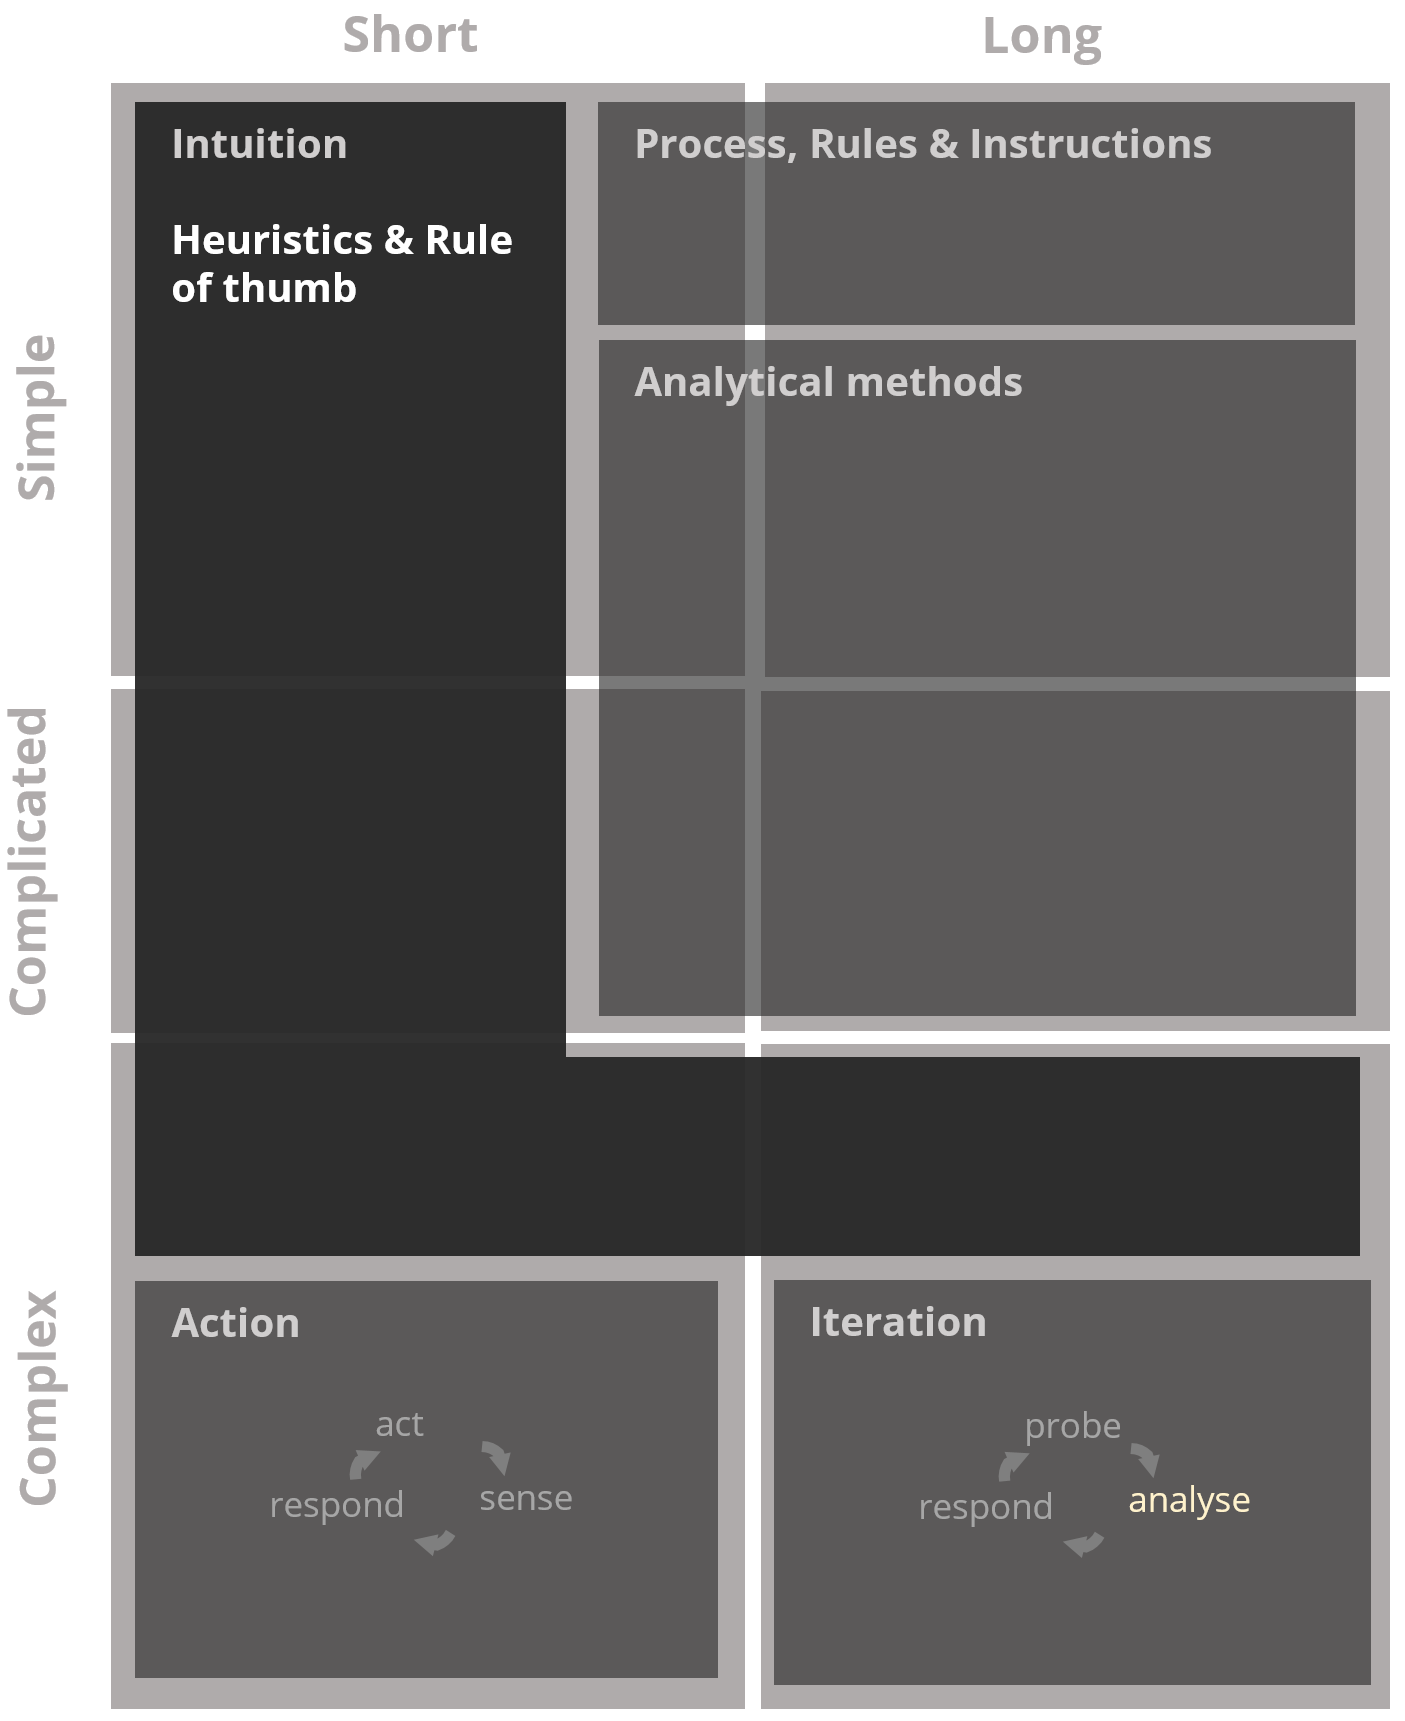 Short
Long
Simple
Intuition
Process, Rules & Instructions
Heuristics & Rule
of thumb
Analytical methods
Complicated
Complex
Action
act
sense
respond
Iteration
probe
analyse
respond